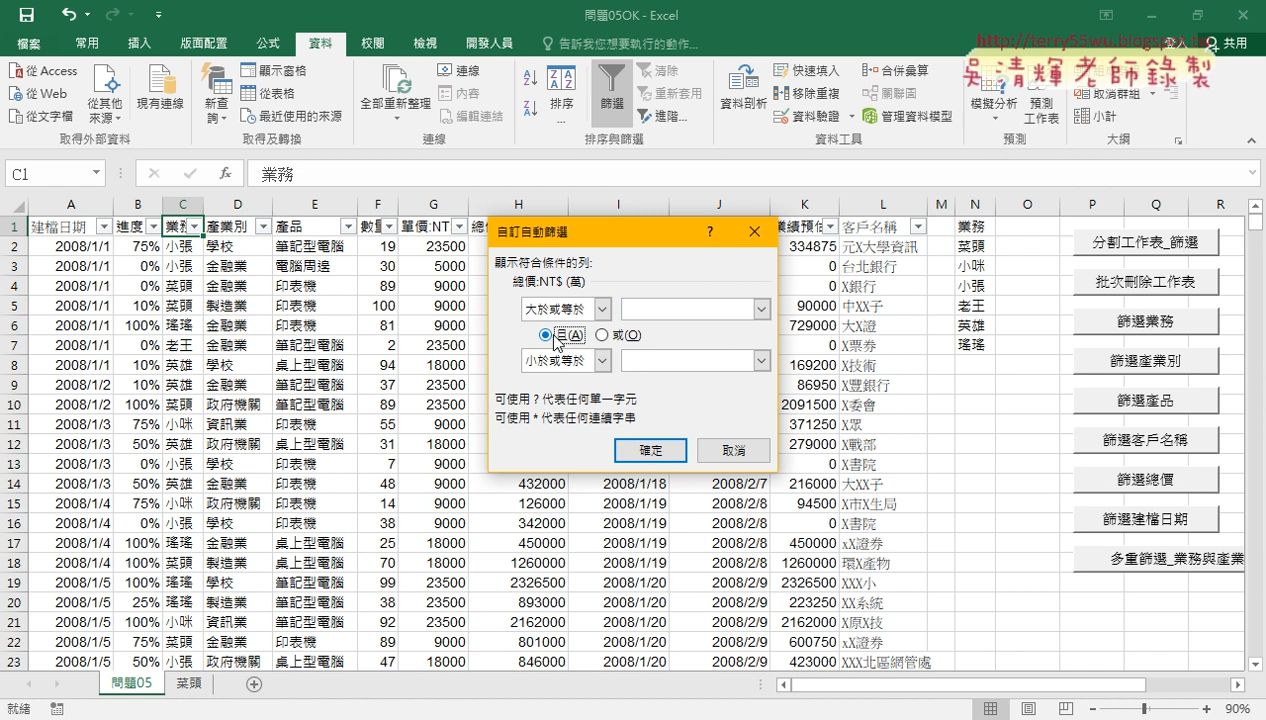 問題05OK - Excel
http://terry55wu.blogspot.tw
吳清輝老師錄製
檔案 常用 插入 版面配置 公式 資料 校閱 檢視 開發人員 告訴我您想要執行的動作... 登入 共用
從 Access
從 Web
從文字檔
從其他來源
現有連線
新查詢
顯示窗格
從表格
最近使用的來源
全部重新整理
連線
內容
編輯連結
排序...
篩選
清除
重新套用
進階...
資料剖析
快速填入
移除重複
資料驗證
合併彙算
關聯圖
管理資料模型
模擬分析
預測工作表
取消群組
小計
取得外部資料 取得及轉換 連線 排序與篩選 資料工具 預測 大綱
C1 fx 業務
A B C D E F G H I J K L M N O P Q R
1 建檔日期 進度 業務 產業別 產品 數量 單價:NT 客戶名稱 業務
2 2008/1/1 75% 小張 學校 筆記型電腦 19 23500 334875 元X大學資訊 菜頭
3 2008/1/1 0% 小張 金融業 電腦周邊 30 5000 0 台北銀行 小咪
4 2008/1/1 0% 菜頭 金融業 筆記型電腦 89 9000 0 X銀行 小張
5 2008/1/1 10% 菜頭 製造業 筆記型電腦 100 9000 90000 中XX子 老王
6 2008/1/1 100% 瑤瑤 金融業 印表機 81 9000 729000 大X證 英雄
7 2008/1/1 0% 老王 金融業 筆記型電腦 2 23500 0 X票券 瑤瑤
8 2008/1/1 10% 英雄 學校 桌上型電腦 94 18000 169200 X技術
9 2008/1/2 10% 英雄 金融業 筆記型電腦 37 23500 86950 X豐銀行
10 2008/1/2 100% 菜頭 政府機關 筆記型電腦 89 23500 2091500 X委會
11 2008/1/3 75% 小咪 資訊業 印表機 55 9000 371250 X眾
12 2008/1/3 50% 英雄 政府機關 桌上型電腦 31 18000 279000 X戰部
13 2008/1/3 0% 小張 學校 印表機 7 9000 0 X書院
14 2008/1/3 50% 英雄 金融業 印表機 48 9000 432000 2008/1/18 2008/2/7 216000 大XX子
15 2008/1/4 75% 小咪 政府機關 印表機 14 9000 126000 2008/1/19 2008/2/8 94500 X市X生局
16 2008/1/4 0% 小張 學校 印表機 38 9000 342000 2008/1/19 2008/2/8 0 X書院
17 2008/1/4 100% 瑤瑤 金融業 桌上型電腦 25 18000 450000 2008/1/19 2008/2/8 450000 xX證券
18 2008/1/4 100% 菜頭 製造業 桌上型電腦 70 18000 1260000 2008/1/19 2008/2/8 1260000 環X產物
19 2008/1/5 100% 瑤瑤 學校 筆記型電腦 99 23500 2326500 2008/1/20 2008/2/9 2326500 XXX小
20 2008/1/5 25% 瑤瑤 製造業 筆記型電腦 38 23500 893000 2008/1/20 2008/2/9 223250 XX系統
21 2008/1/5 100% 小咪 資訊業 筆記型電腦 92 23500 2162000 2008/1/20 2008/2/9 2162000 X原X技
22 2008/1/5 75% 菜頭 金融業 印表機 89 9000 801000 2008/1/20 2008/2/9 600750 xX證券
23 2008/1/5 50% 小張 政府機關 桌上型電腦 47 18000 846000 2008/1/20 2008/2/9 423000 XXX北區網管處
自訂自動篩選 ?
顯示符合條件的列:
總價:NT$ (萬)
大於或等於
且(A) 或(O)
小於或等於
可使用 ? 代表任何單一字元
可使用 * 代表任何連續字串
確定 取消
分割工作表_篩選
批次刪除工作表
篩選業務
篩選產業別
篩選產品
篩選客戶名稱
篩選總價
篩選建檔日期
多重篩選_業務與產業
問題05 菜頭
就緒 90%